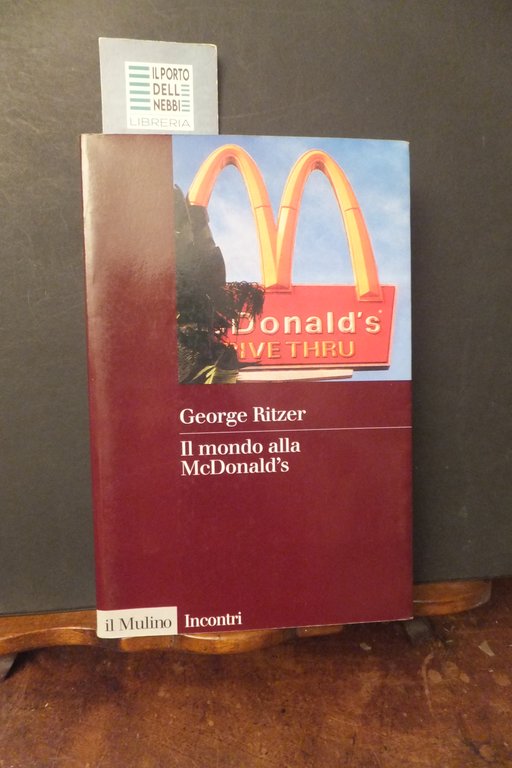 IL PORTO
DELLE
NEBBIE
LIBRERIA
Donald's
IVE THRU
George Ritzer
Il mondo alla
McDonald's
il Mulino
Incontri